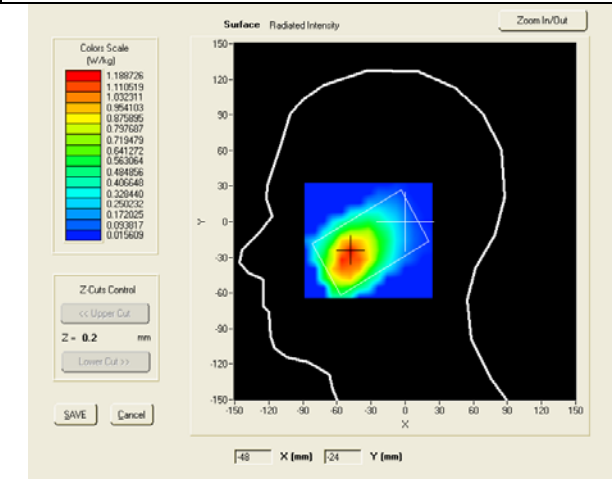 Surface Radiated Intensity
Zoom In/Out
Colors Scale
(W/kg)
1.188726
1.110519
1.032311
0.954103
0.875895
0.797687
0.719479
0.641272
0.563064
0.484856
0.406648
0.328440
0.250232
0.172025
0.093817
0.015609
Z-Cuts Control
<< Upper Cut
Z = 0.2 mm
Lower Cut >>
SAVE Cancel
150-
120-
90-
60-
30-
0-
-30-
-60-
-90-
-120-
-150-
Y
-150 -120 -90 -60 -30 0 30 60 90 120 150
X
-48 X (mm) -24 Y (mm)